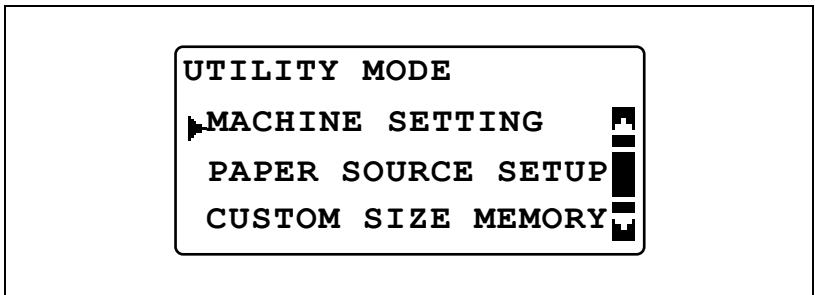 UTILITY MODE
MACHINE SETTING
PAPER SOURCE SETUP
CUSTOM SIZE MEMORY